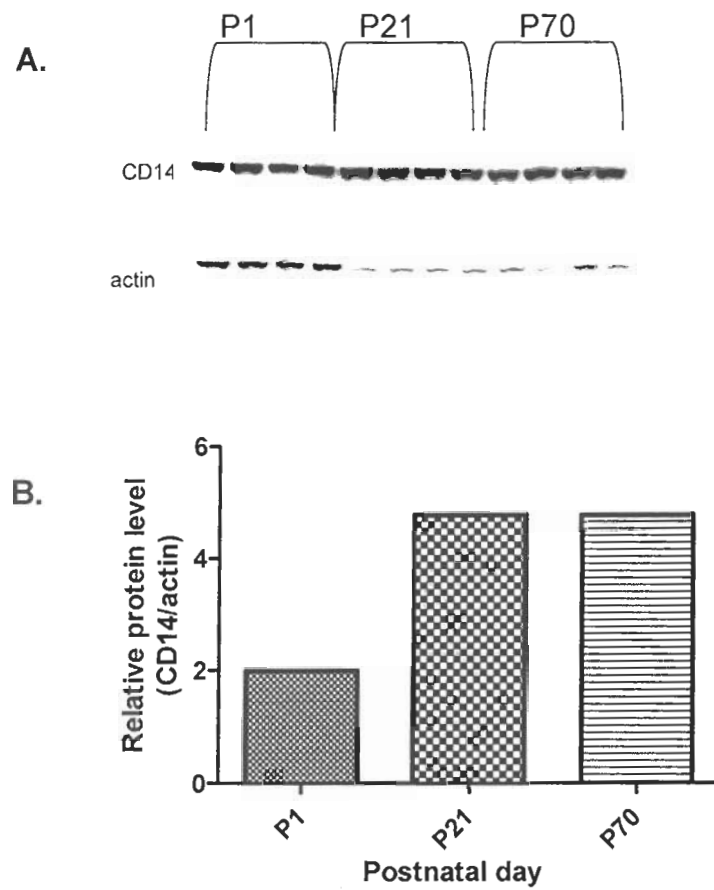 P1 P21 P70
A.
CD14
actin
B.
6
4
2
0
Relative protein level
(CD14/actin)
P1 P21 P70
Postnatal day